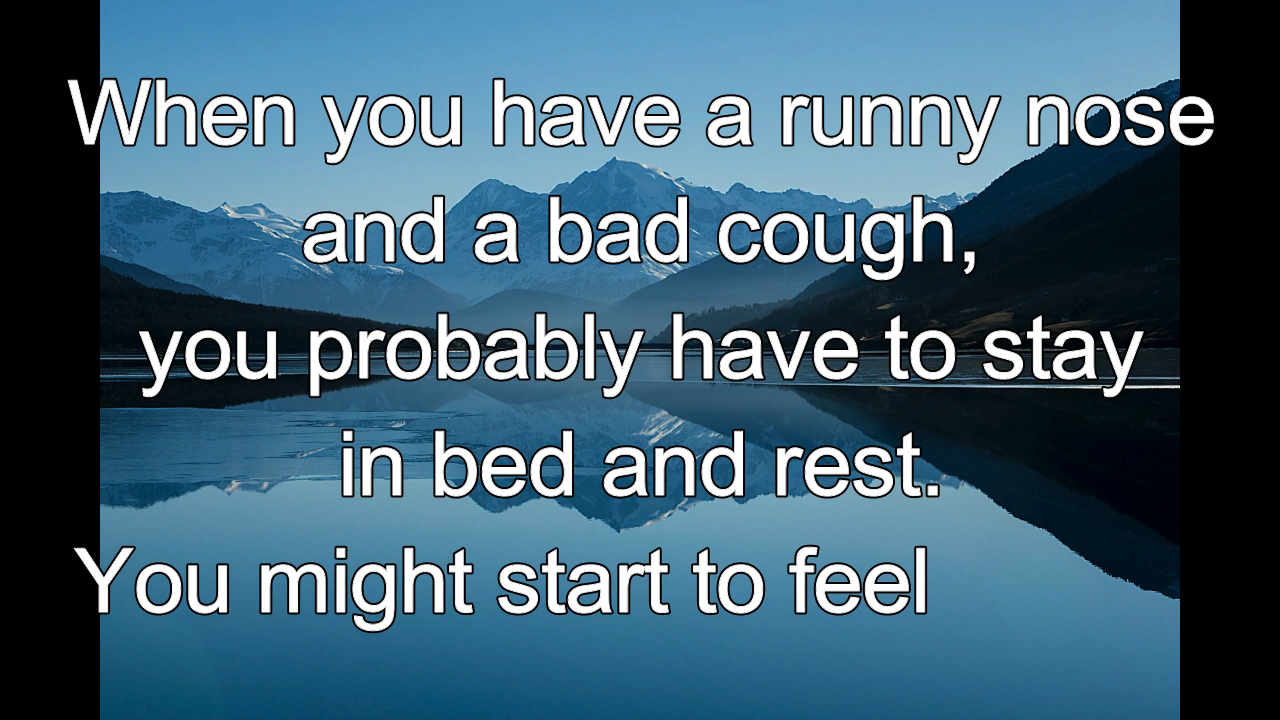 When you have a runny nose
and a bad cough,
you probably have to stay
in bed and rest.
You might start to feel